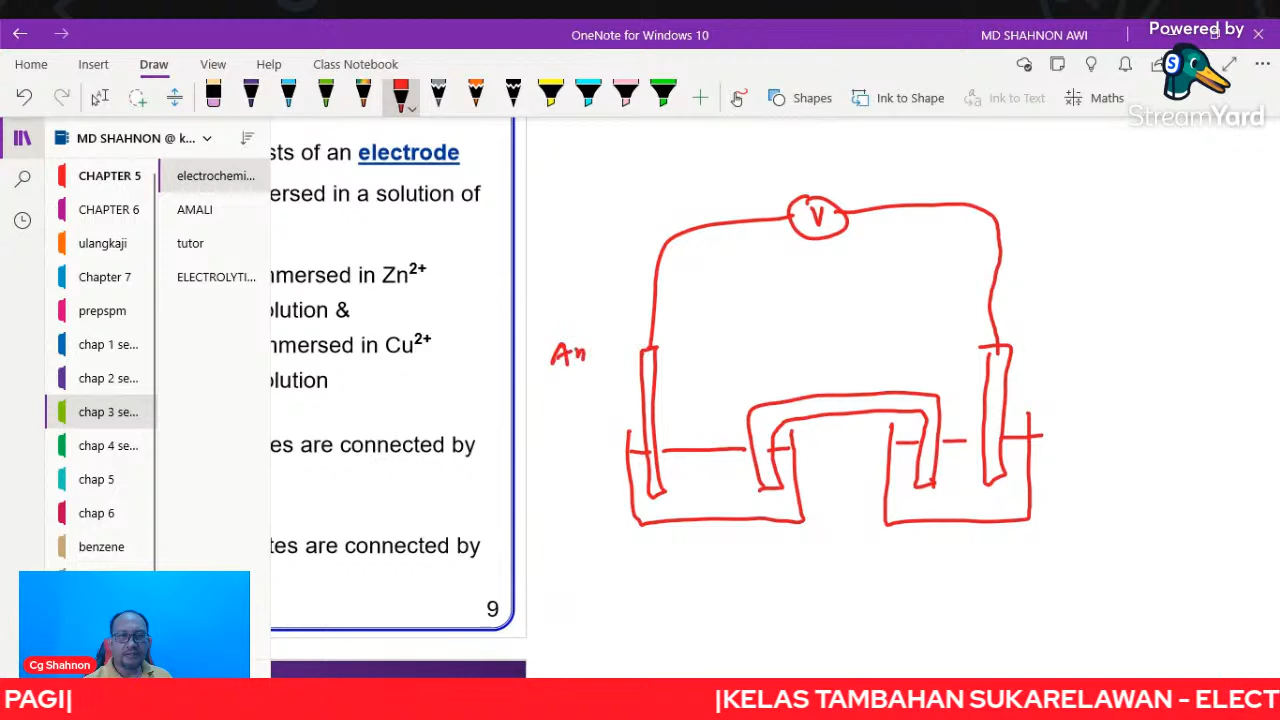 Powered by
StreamYard
OneNote for Windows 10
MD SHAHNON AWI
Home Insert Draw View Help Class Notebook
Shapes Ink to Shape Ink to Text Maths
MD SHAHNON @ k...
CHAPTER 5
CHAPTER 6
ulangkaji
Chapter 7
prepspm
chap 1 se...
chap 2 se...
chap 3 se...
chap 4 se...
chap 5
chap 6
benzene
electrochemi...
AMALI
tutor
ELECTROLYTI...
sts of an electrode
ersed in a solution of
mmersed in Zn²⁺
olution &
mmersed in Cu²⁺
olution
es are connected by
tes are connected by
9
V
An
Cg Shahnon
PAGI| |KELAS TAMBAHAN SUKARELAWAN - ELECT